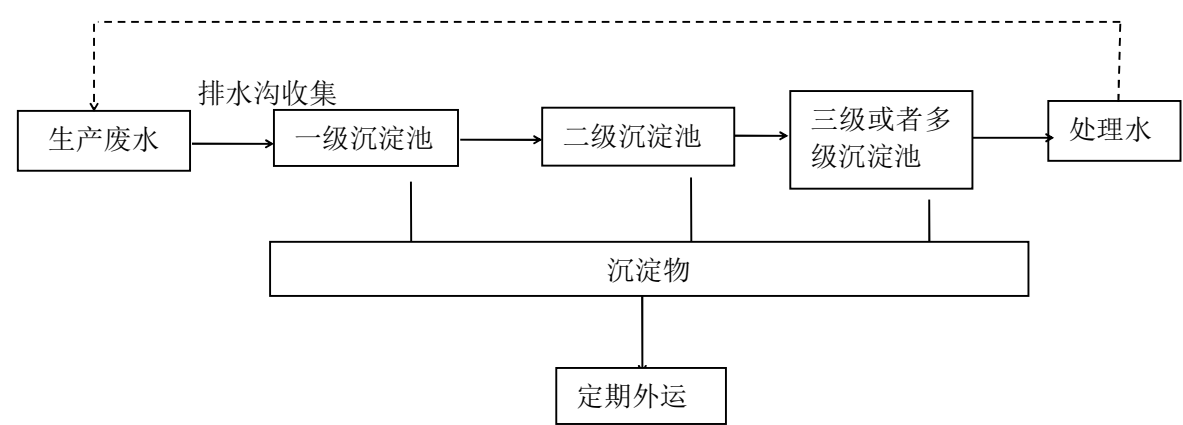 排水沟收集
生产废水
一级沉淀池
二级沉淀池
三级或者多
级沉淀池
处理水
沉淀物
定期外运